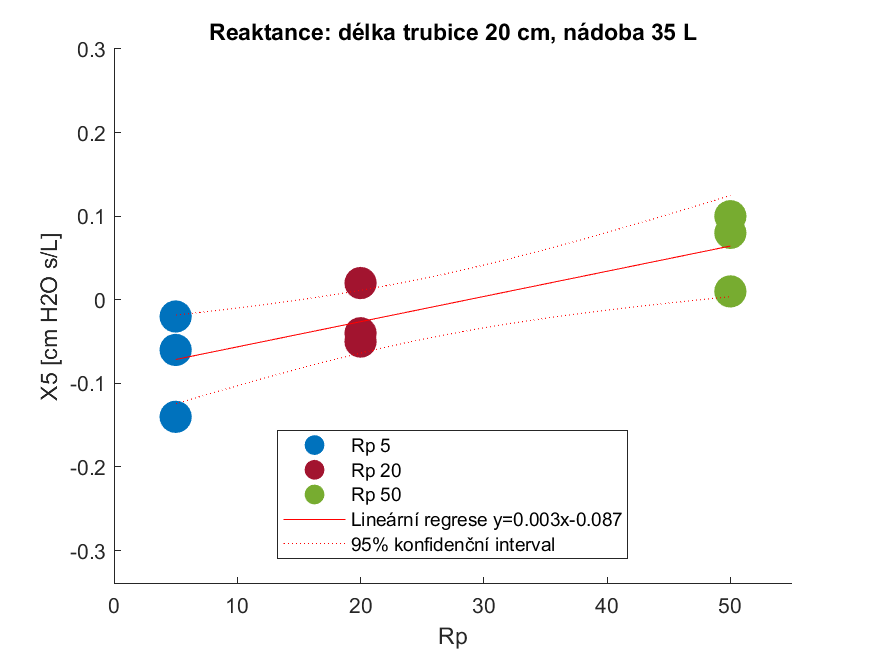 Reaktance: délka trubice 20 cm, nádoba 35 L
0.3
0.2
0.1
0
-0.1
-0.2
-0.3
X5 [cm H2O s/L]
Rp 5
Rp 20
Rp 50
Lineární regrese y=0.003x-0.087
95% konfidenční interval
0 10 20 30 40 50
Rp